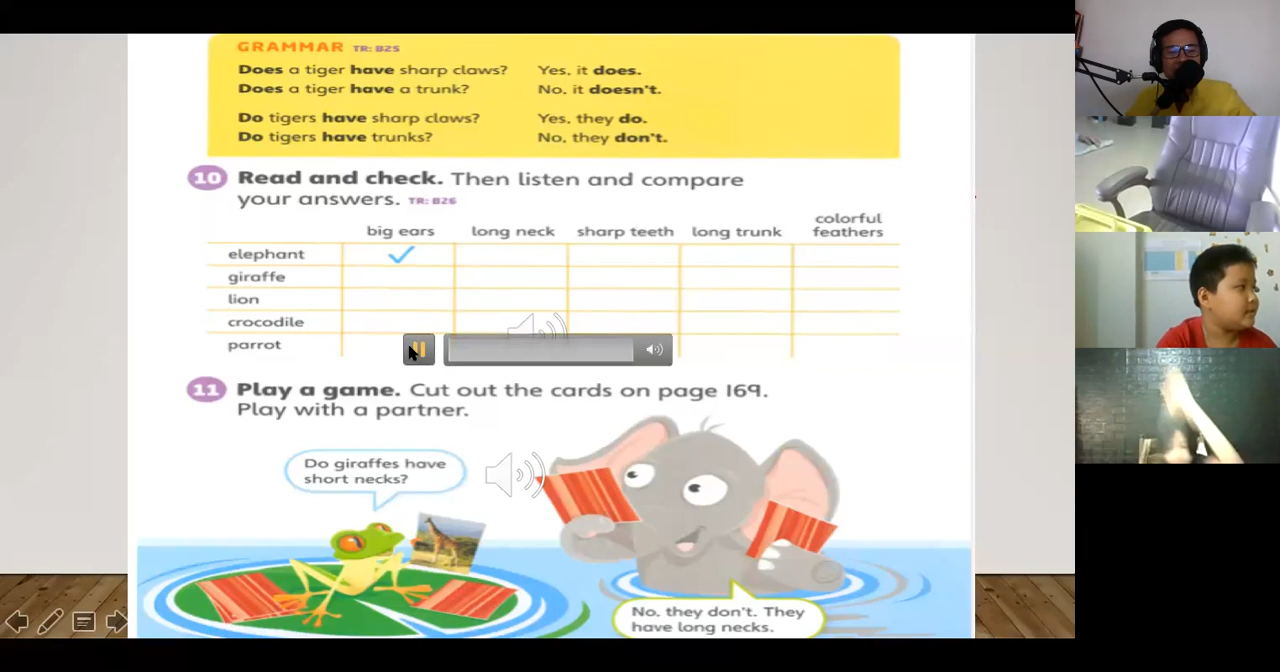 GRAMMAR TR: B25
Does a tiger have sharp claws? Yes, it does.
Does a tiger have a trunk? No, it doesn't.
Do tigers have sharp claws? Yes, they do.
Do tigers have trunks? No, they don't.
10 Read and check. Then listen and compare
your answers. TR: B26
big ears long neck sharp teeth long trunk colorful feathers
elephant
giraffe
lion
crocodile
parrot
11 Play a game. Cut out the cards on page 169.
Play with a partner.
Do giraffes have
short necks?
No, they don't. They
have long necks.